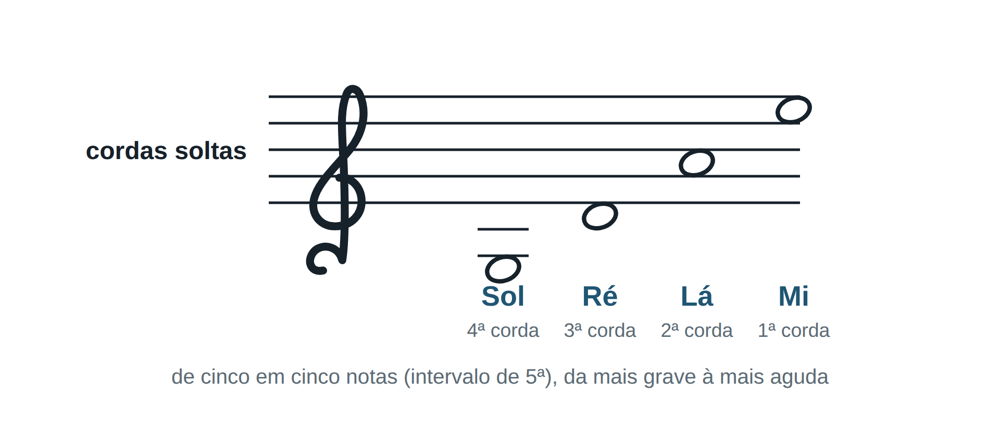 cordas soltas
Sol Ré Lá Mi
4ª corda 3ª corda 2ª corda 1ª corda
de cinco em cinco notas (intervalo de 5ª), da mais grave à mais aguda